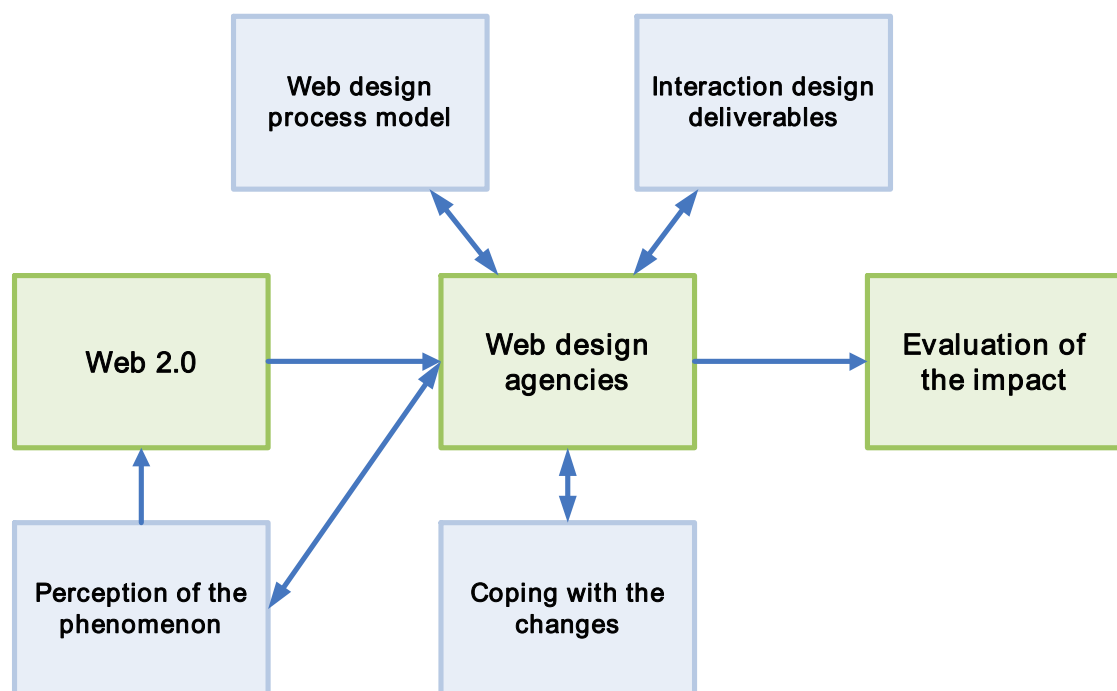 Web design
process model
Interaction design
deliverables
Web 2.0
Web design
agencies
Evaluation of
the impact
Perception of the
phenomenon
Coping with the
changes